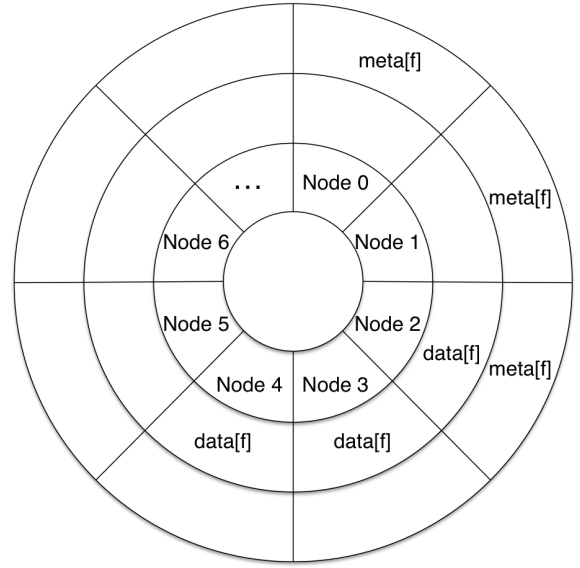 meta[f]
... Node 0
meta[f]
Node 6 Node 1
Node 5 Node 2
data[f] meta[f]
Node 4 Node 3
data[f] data[f]